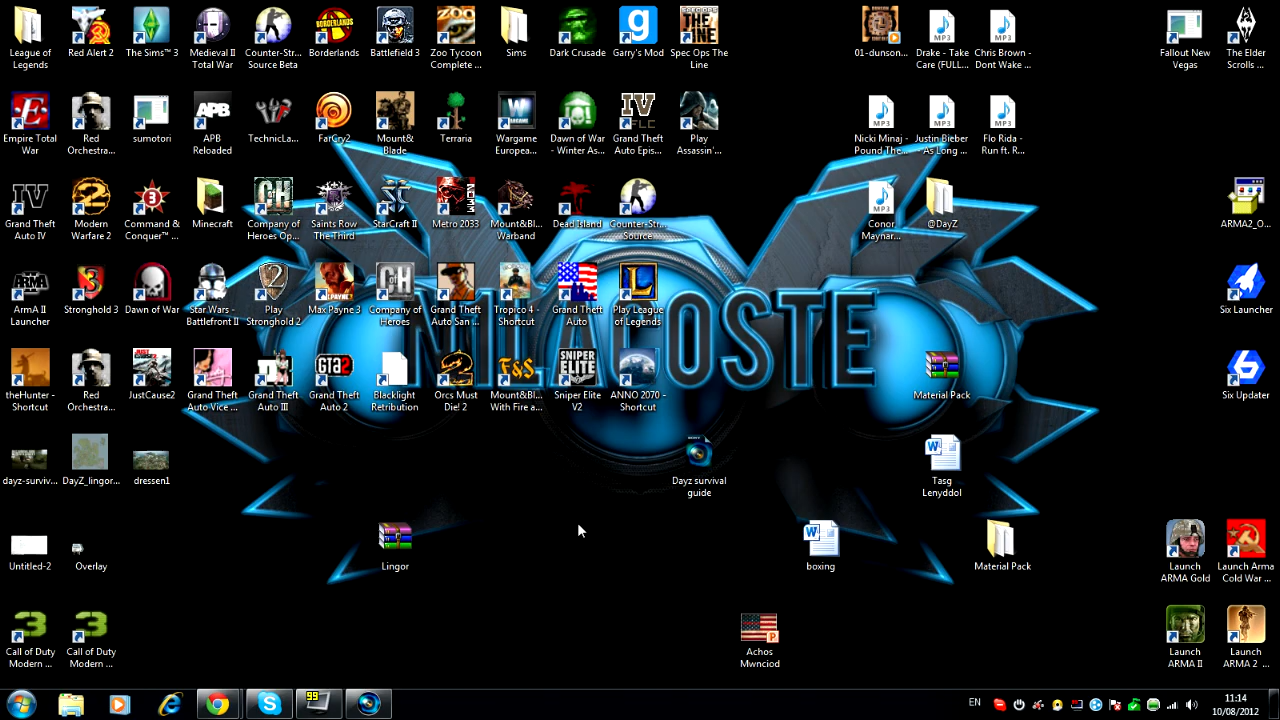 League of
Legends
Red Alert 2
The Sims™ 3
Medieval II
Total War
Counter-Str...
Source Beta
Borderlands
Battlefield 3
Zoo Tycoon
Complete ...
Sims
Dark Crusade
Garry's Mod
Spec Ops The
Line
01-dunson...
Drake - Take
Care (FULL...
Chris Brown -
Dont Wake ...
Fallout New
Vegas
The Elder
Scrolls ...
Empire Total
War
Red
Orchestra...
sumotori
APB
Reloaded
TechnicLa...
FarCry2
Mount&
Blade
Terraria
Wargame
European...
Dawn of War
- Winter As...
Grand Theft
Auto Epis...
Play
Assassin'...
Nicki Minaj -
Pound The...
Justin Bieber
- As Long ...
Flo Rida -
Run ft. R...
Grand Theft
Auto IV
Modern
Warfare 2
Command &
Conquer™ ...
Minecraft
Company of
Heroes Op...
Saints Row
The Third
StarCraft II
Metro 2033
Mount&Bl...
Warband
Dead Island
Counter-Str...
Source
Conor
Maynar...
@DayZ
ARMA2_O...
ArmA II
Launcher
Stronghold 3
Dawn of War
Star Wars -
Battlefront II
Play
Stronghold 2
Max Payne 3
Company of
Heroes
Grand Theft
Auto San ...
Tropico 4 -
Shortcut
Grand Theft
Auto
Play League
of Legends
Six Launcher
NILAGOSTE
theHunter -
Shortcut
Red
Orchestra...
JustCause2
Grand Theft
Auto Vice ...
Grand Theft
Auto III
Grand Theft
Auto 2
Blacklight
Retribution
Orcs Must
Die! 2
Mount&Bl...
With Fire a...
Sniper Elite
V2
ANNO 2070 -
Shortcut
Material Pack
Six Updater
dayz-surviv...
DayZ_lingor...
dressen1
Dayz survival
guide
Tasg
Lenyddol
Untitled-2
Overlay
Lingor
boxing
Material Pack
Launch
ARMA Gold
Launch Arma
Cold War ...
Call of Duty
Modern ...
Call of Duty
Modern ...
Achos
Mwnciod
Launch
ARMA II
Launch
ARMA 2 ...
99
EN
11:14
10/08/2012